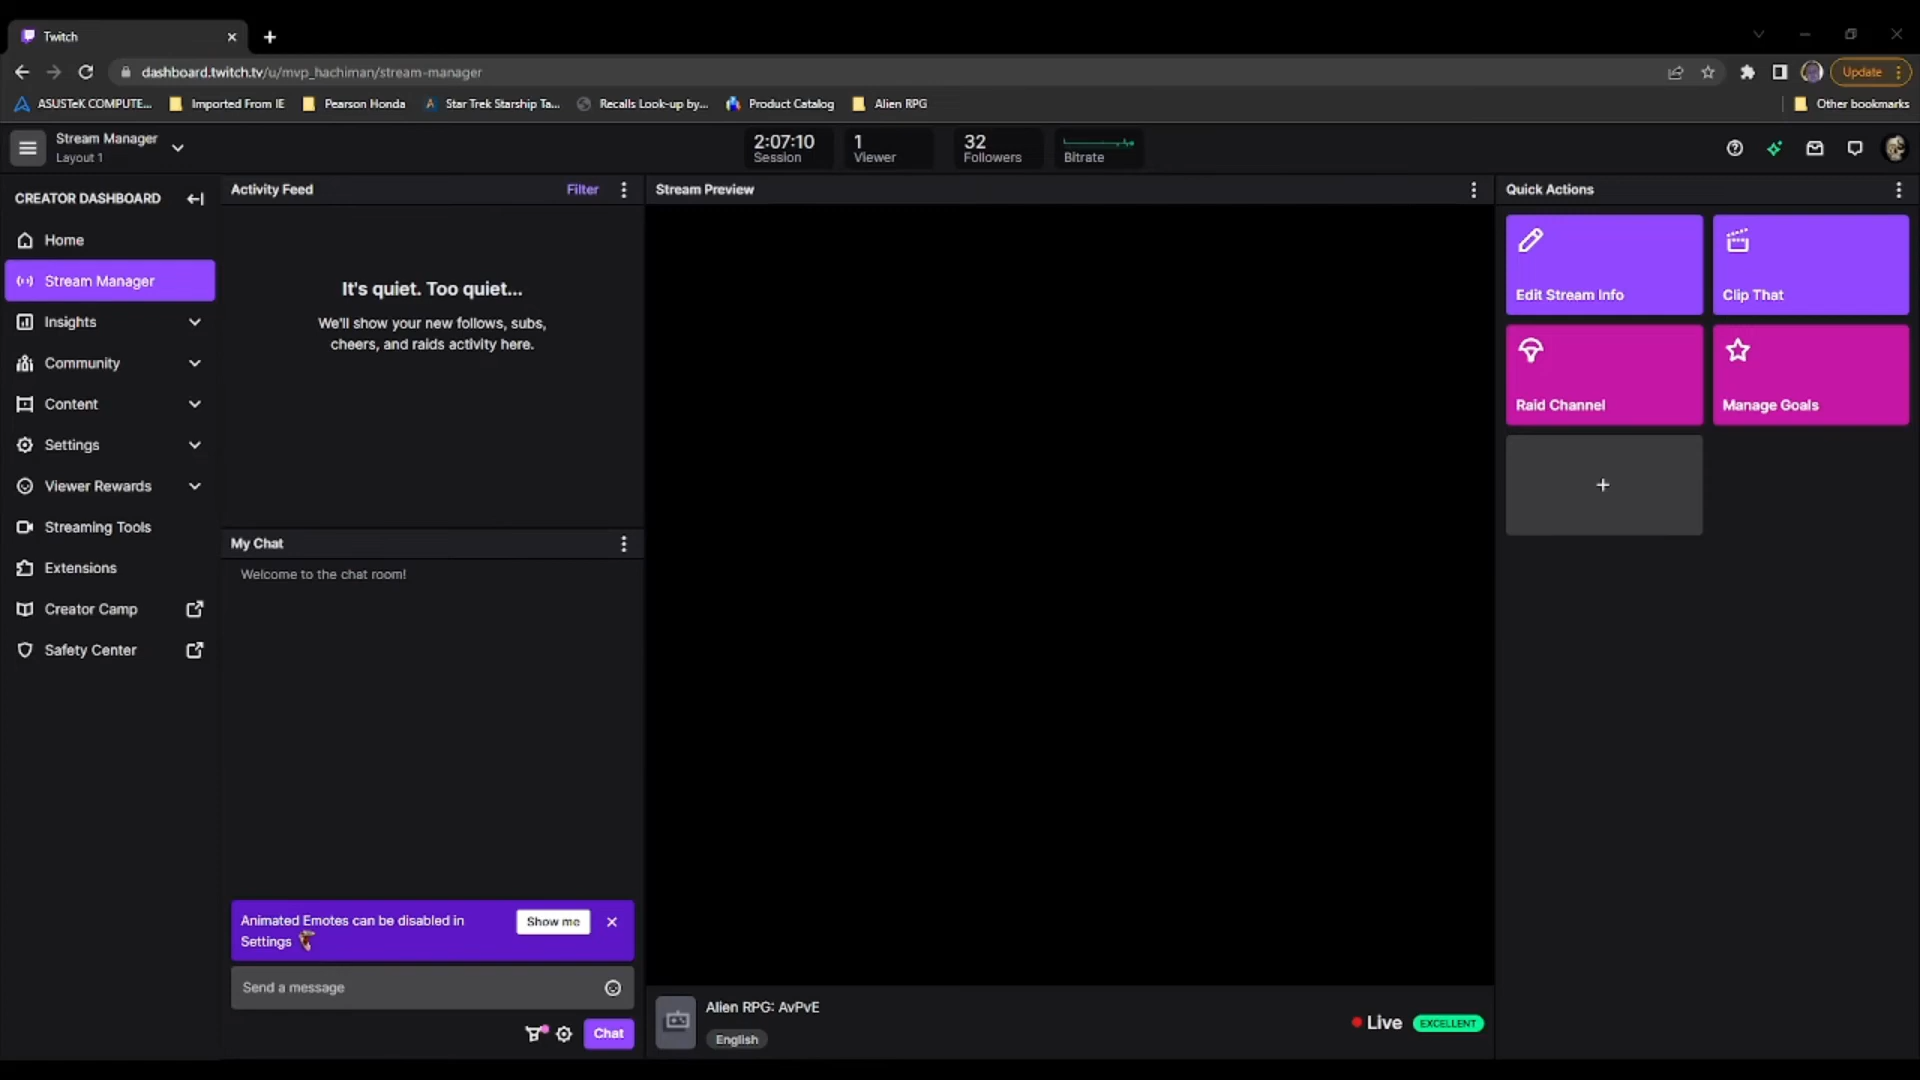 Twitch
dashboard.twitch.tv/u/mvp_hachiman/stream-manager
Update
ASUSTeK COMPUTE...
Imported From IE
Pearson Honda
Star Trek Starship Ta...
Recalls Look-up by...
Product Catalog
Alien RPG
Other bookmarks
Stream Manager
Layout 1
2:07:10
Session
1
Viewer
32
Followers
Bitrate
CREATOR DASHBOARD
Home
Stream Manager
Insights
Community
Content
Settings
Viewer Rewards
Streaming Tools
Extensions
Creator Camp
Safety Center
Activity Feed
Filter
It's quiet. Too quiet...
We'll show your new follows, subs,
cheers, and raids activity here.
My Chat
Welcome to the chat room!
Animated Emotes can be disabled in
Settings
Show me
Send a message
Chat
Stream Preview
Alien RPG: AvPvE
English
Live
EXCELLENT
Quick Actions
Edit Stream Info
Clip That
Raid Channel
Manage Goals